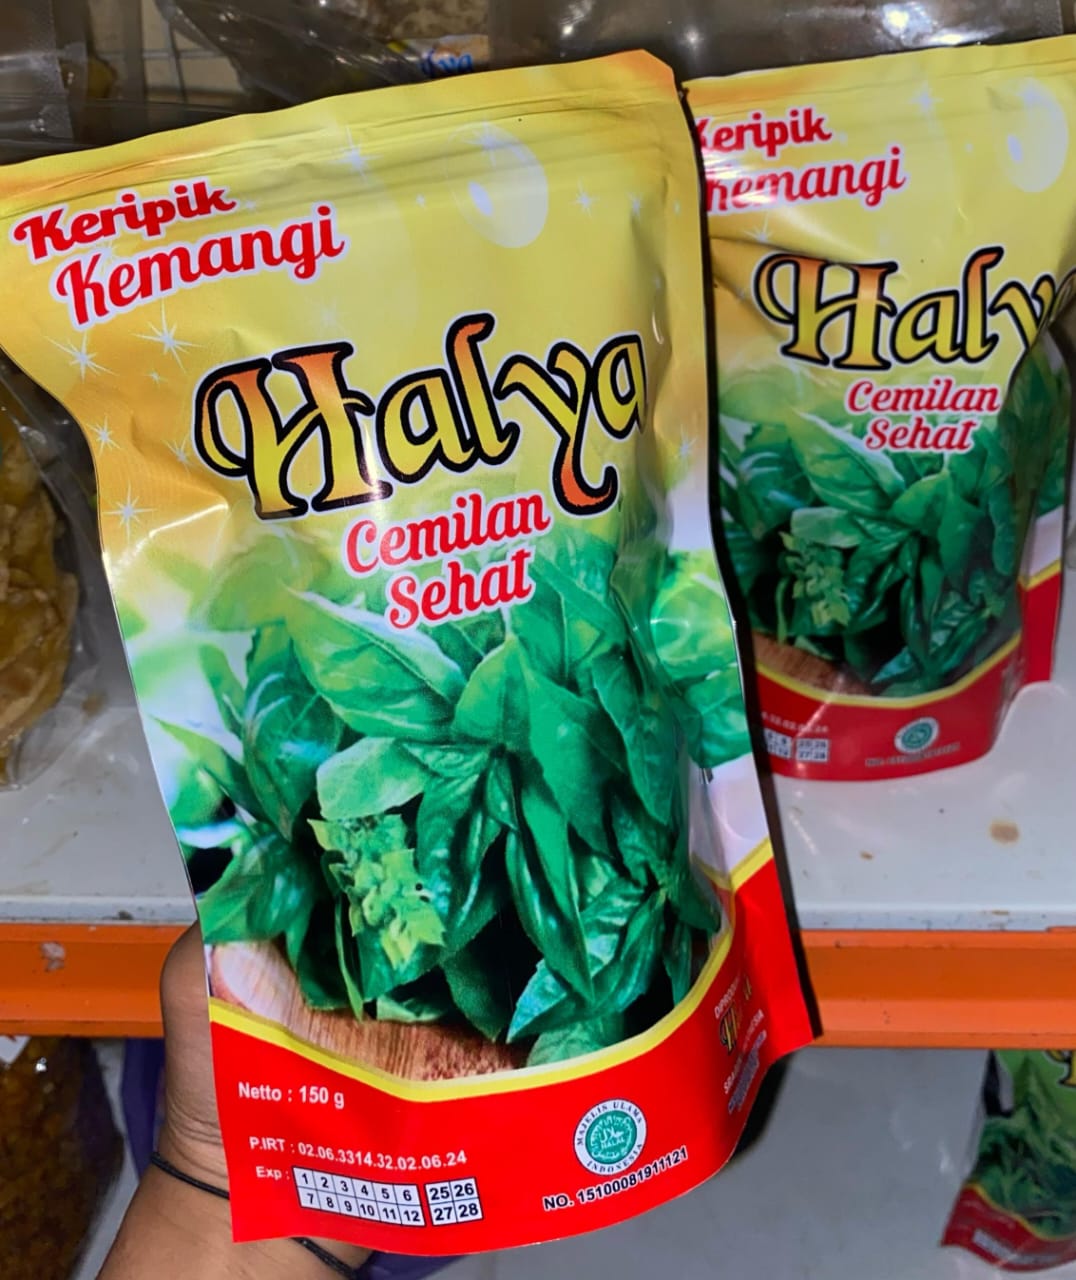 Keripik
Kemangi
Halya
Cemilan
Sehat
Netto : 150 g
P.IRT : 02.06.3314.32.02.06.24
Exp :
1 2 3 4 5 6 25 26
7 8 9 10 11 12 27 28
MAJELIS ULAMA
HALAL
INDONESIA
NO. 15100081911121
Keripik
Kemangi
Cemilan
Sehat